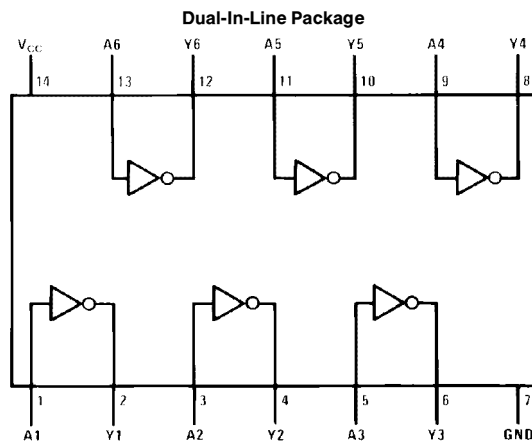 Dual-In-Line Package
VCC A6 Y6 A5 Y5 A4 Y4
14 13 12 11 10 9 8
1 2 3 4 5 6 7
A1 Y1 A2 Y2 A3 Y3 GND